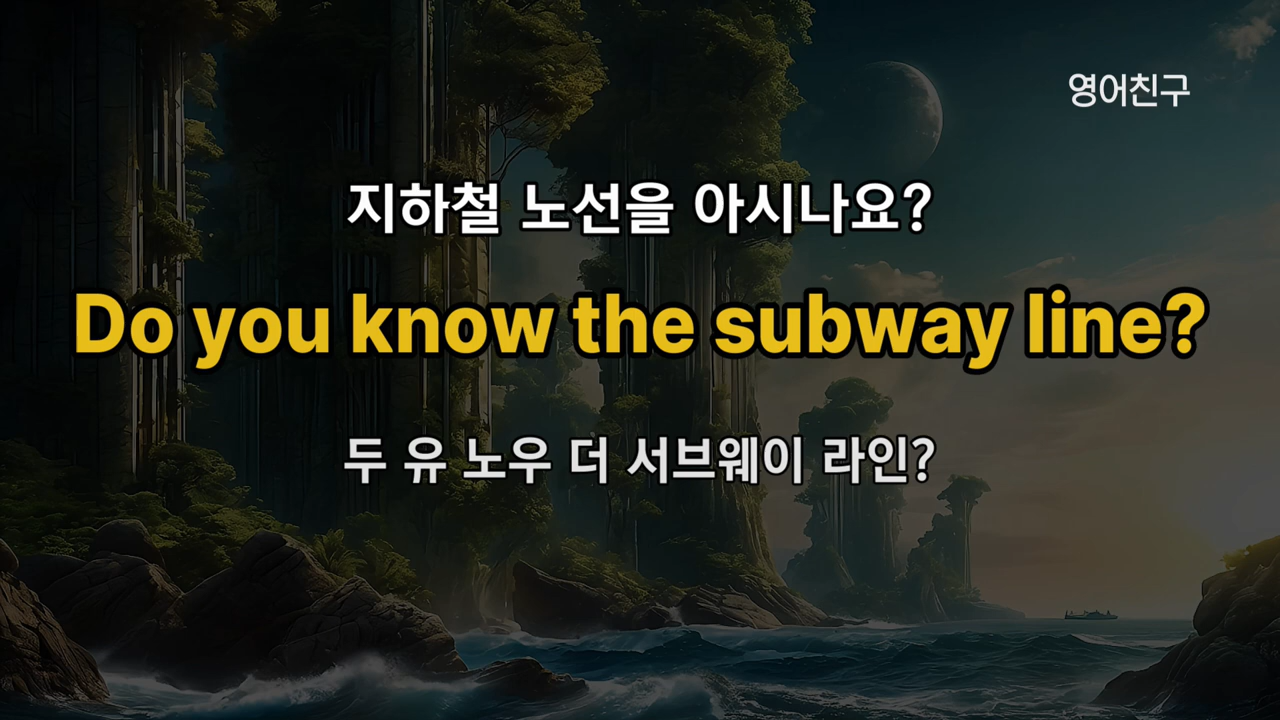 영어친구
지하철 노선을 아시나요?
Do you know the subway line?
두 유 노우 더 서브웨이 라인?